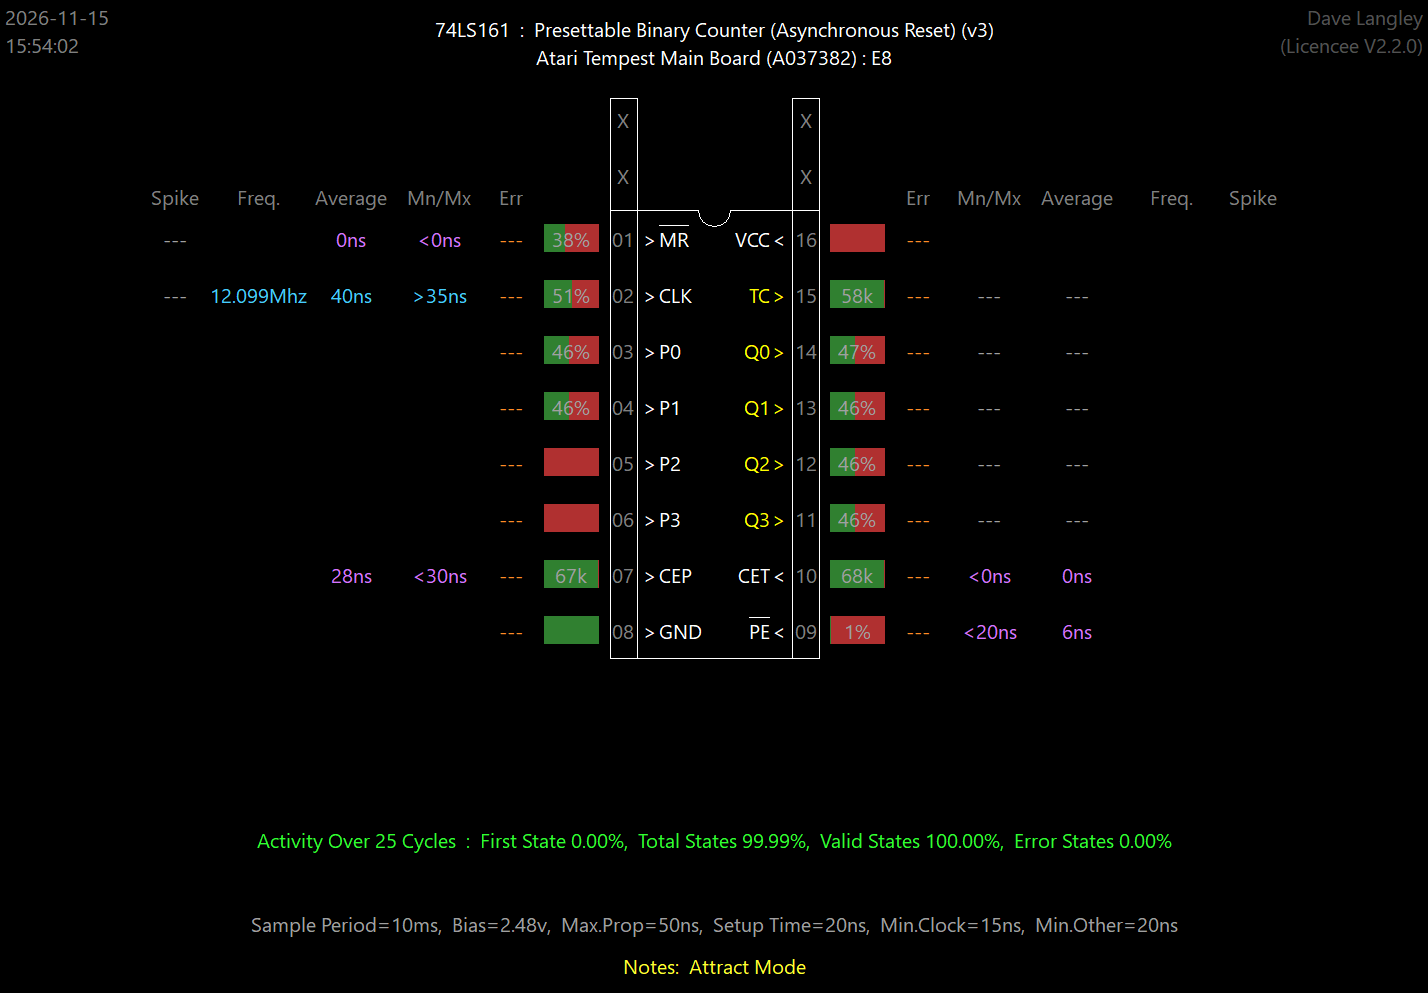 2026-11-15
15:54:02
74LS161 : Presettable Binary Counter (Asynchronous Reset) (v3)
Atari Tempest Main Board (A037382) : E8
Dave Langley
(Licencee V2.2.0)
X X
X X
Spike Freq. Average Mn/Mx Err Err Mn/Mx Average Freq. Spike
--- 0ns <0ns --- 38% 01 > MR VCC < 16 ---
--- 12.099Mhz 40ns >35ns --- 51% 02 > CLK TC > 15 58k --- --- ---
--- 46% 03 > P0 Q0 > 14 47% --- --- ---
--- 46% 04 > P1 Q1 > 13 46% --- --- ---
--- 05 > P2 Q2 > 12 46% --- --- ---
--- 06 > P3 Q3 > 11 46% --- --- ---
28ns <30ns --- 67k 07 > CEP CET < 10 68k --- <0ns 0ns
--- 08 > GND PE < 09 1% --- <20ns 6ns
Activity Over 25 Cycles : First State 0.00%, Total States 99.99%, Valid States 100.00%, Error States 0.00%
Sample Period=10ms, Bias=2.48v, Max.Prop=50ns, Setup Time=20ns, Min.Clock=15ns, Min.Other=20ns
Notes: Attract Mode